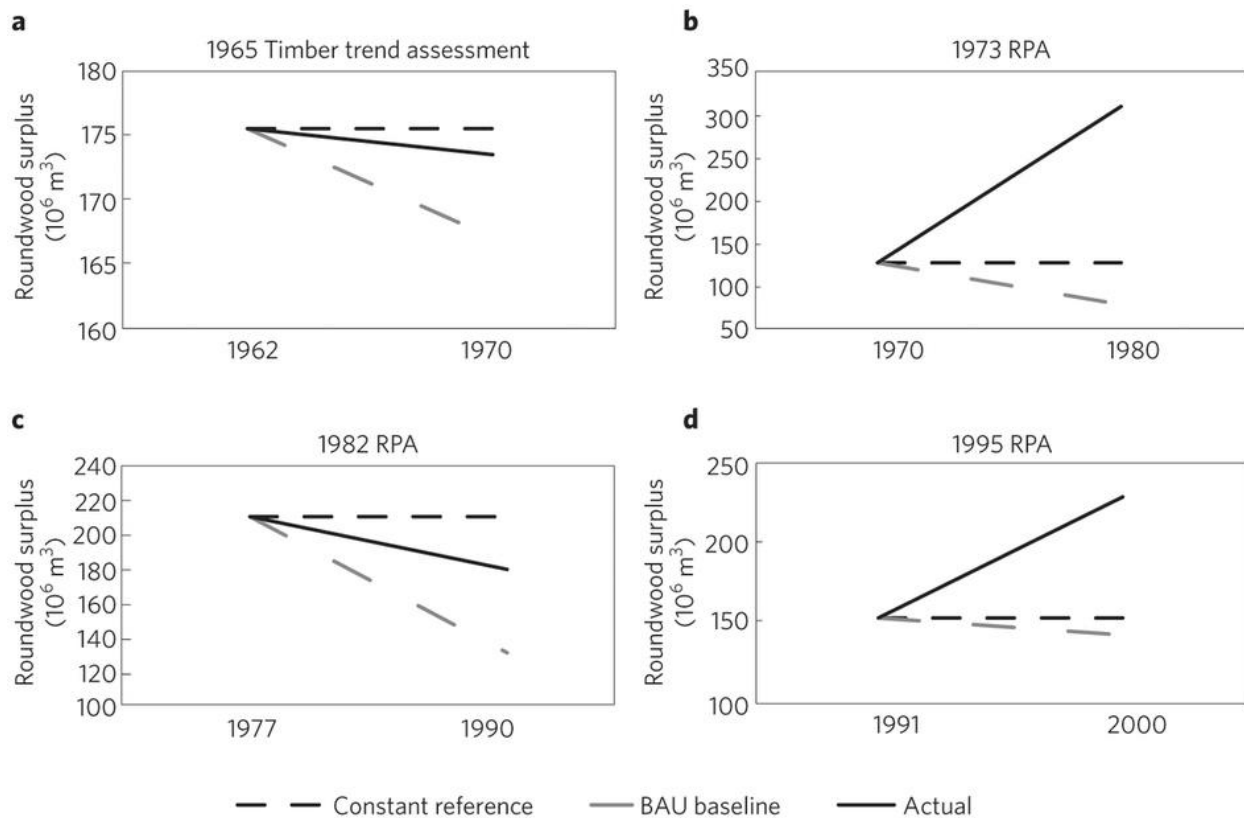 a
1965 Timber trend assessment
Roundwood surplus
(10⁶ m³)
180
175
170
165
160
1962 1970
b
1973 RPA
Roundwood surplus
(10⁶ m³)
350
300
250
200
150
100
50
1970 1980
c
1982 RPA
Roundwood surplus
(10⁶ m³)
240
220
210
200
180
160
140
120
100
1977 1990
d
1995 RPA
Roundwood surplus
(10⁶ m³)
250
200
150
100
1991 2000
Constant reference BAU baseline Actual